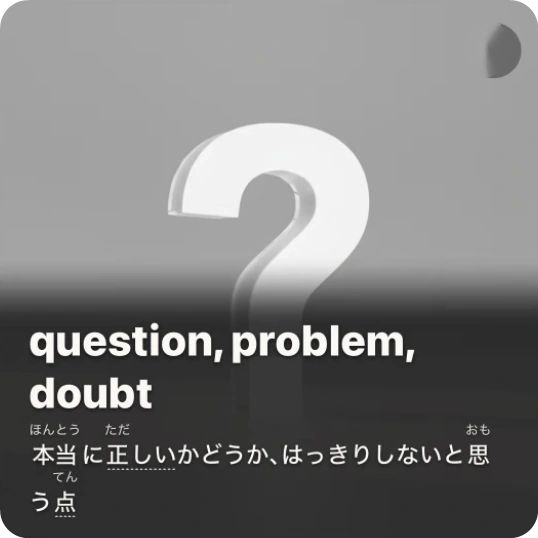 question, problem,
doubt
ほんとう ただ おも
本当に正しいかどうか、はっきりしないと思
てん
う点